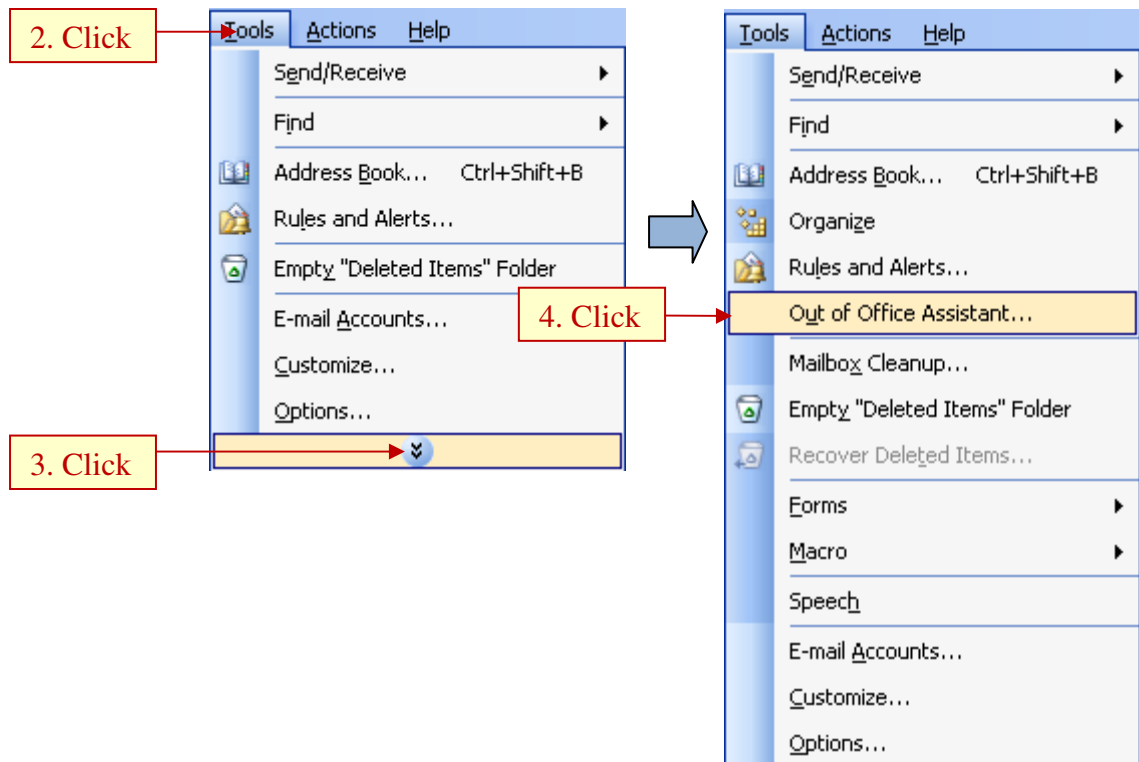 2. Click
Tools Actions Help
Send/Receive
Find
Address Book... Ctrl+Shift+B
Rules and Alerts...
Empty "Deleted Items" Folder
E-mail Accounts...
Customize...
Options...
3. Click
Tools Actions Help
Send/Receive
Find
Address Book... Ctrl+Shift+B
Organize
Rules and Alerts...
4. Click
Out of Office Assistant...
Mailbox Cleanup...
Empty "Deleted Items" Folder
Recover Deleted Items...
Forms
Macro
Speech
E-mail Accounts...
Customize...
Options...